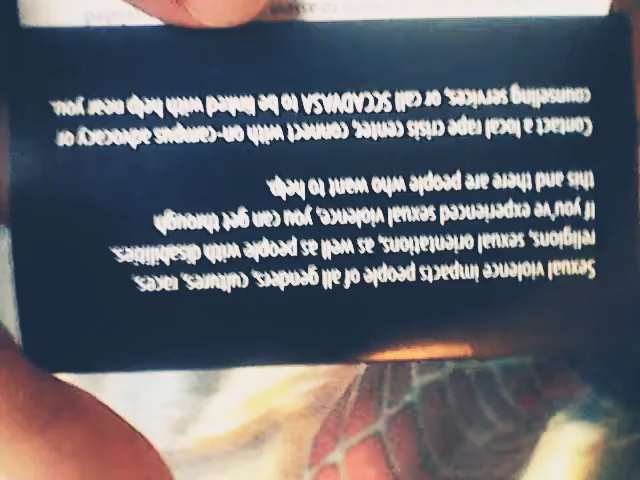 Sexual violence impacts people of all genders, cultures, races,
religions, sexual orientations, as well as people with disabilities.
If you've experienced sexual violence, you can get through
this and there are people who want to help.
Contact a local rape crisis center, connect with on-campus advocacy or
counselling services, or call SCCADVASA to be linked with help near you.